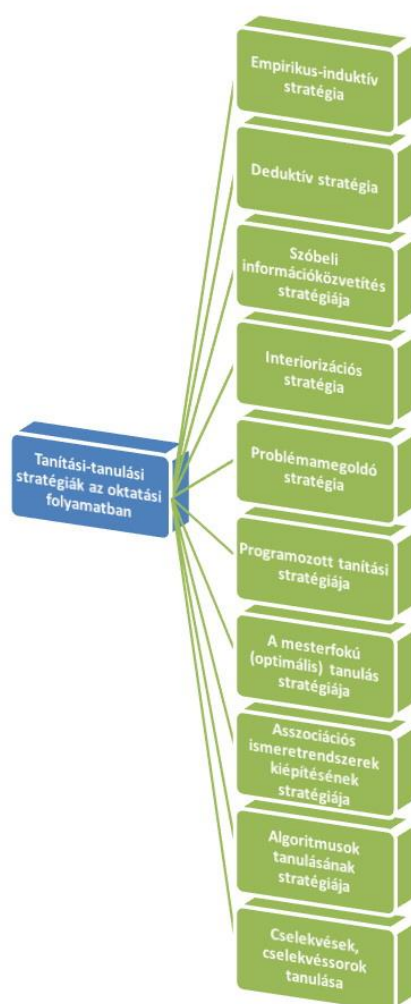 Tanítási-tanulási
stratégiák az oktatási
folyamatban
Empirikus-induktív
stratégia
Deduktív stratégia
Szóbeli
információközvetítés
stratégiája
Interiorizációs
stratégia
Problémamegoldó
stratégia
Programozott tanítási
stratégiája
A mesterfokú
(optimális) tanulás
stratégiája
Asszociációs
ismeretrendszerek
kiépítésének
stratégiája
Algoritmusok
tanulásának
stratégiája
Cselekvések,
cselekvéssorok
tanulása